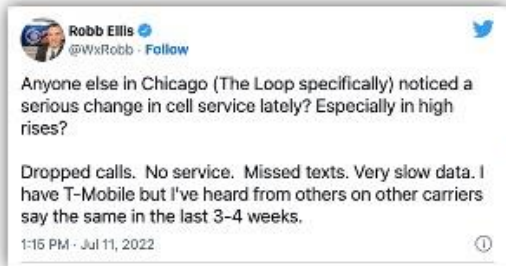 Robb Ellis
@WxRobb · Follow
Anyone else in Chicago (The Loop specifically) noticed a
serious change in cell service lately? Especially in high
rises?
Dropped calls. No service. Missed texts. Very slow data. I
have T-Mobile but I've heard from others on other carriers
say the same in the last 3-4 weeks.
1:15 PM · Jul 11, 2022